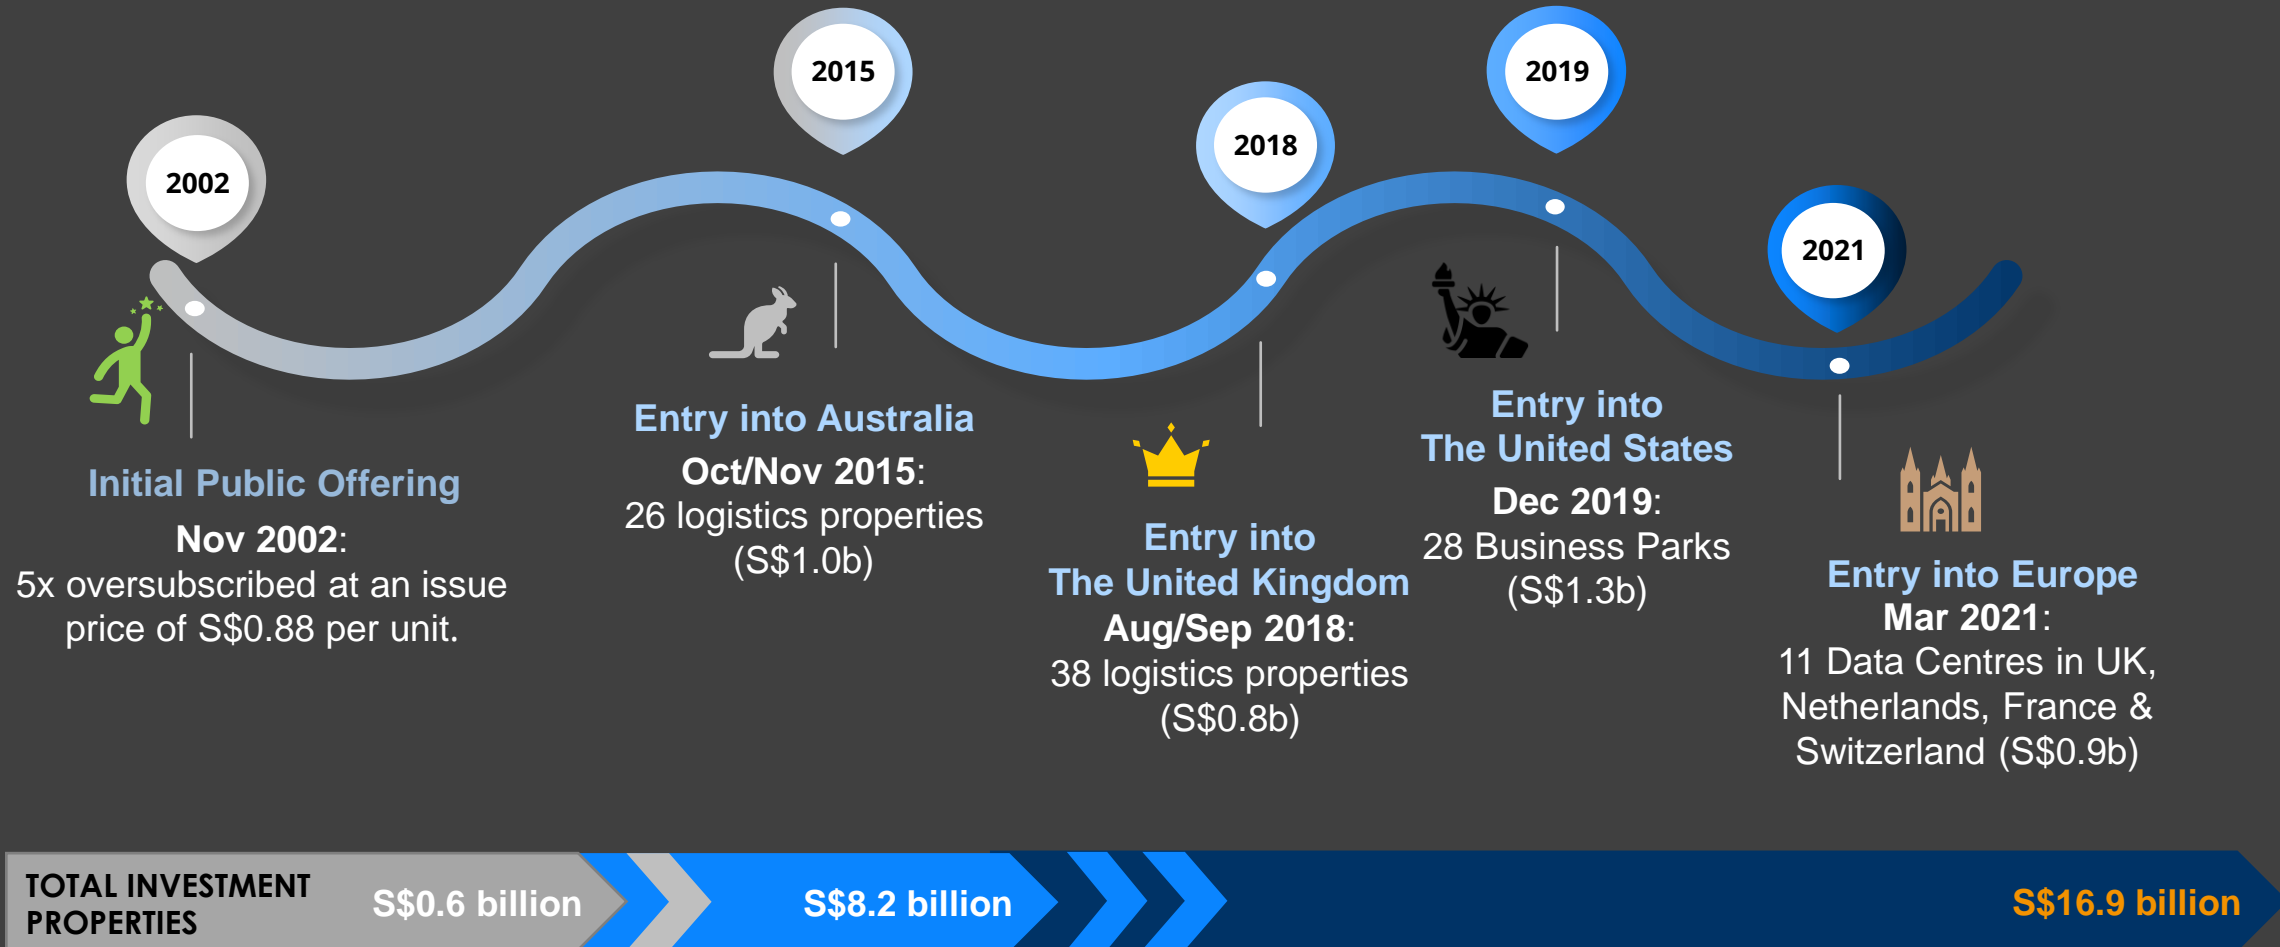 2002
Initial Public Offering
Nov 2002:
5x oversubscribed at an issue
price of S$0.88 per unit.
2015
Entry into Australia
Oct/Nov 2015:
26 logistics properties
(S$1.0b)
2018
Entry into
The United Kingdom
Aug/Sep 2018:
38 logistics properties
(S$0.8b)
2019
Entry into
The United States
Dec 2019:
28 Business Parks
(S$1.3b)
2021
Entry into Europe
Mar 2021:
11 Data Centres in UK,
Netherlands, France &
Switzerland (S$0.9b)
TOTAL INVESTMENT
PROPERTIES
S$0.6 billion
S$8.2 billion
S$16.9 billion